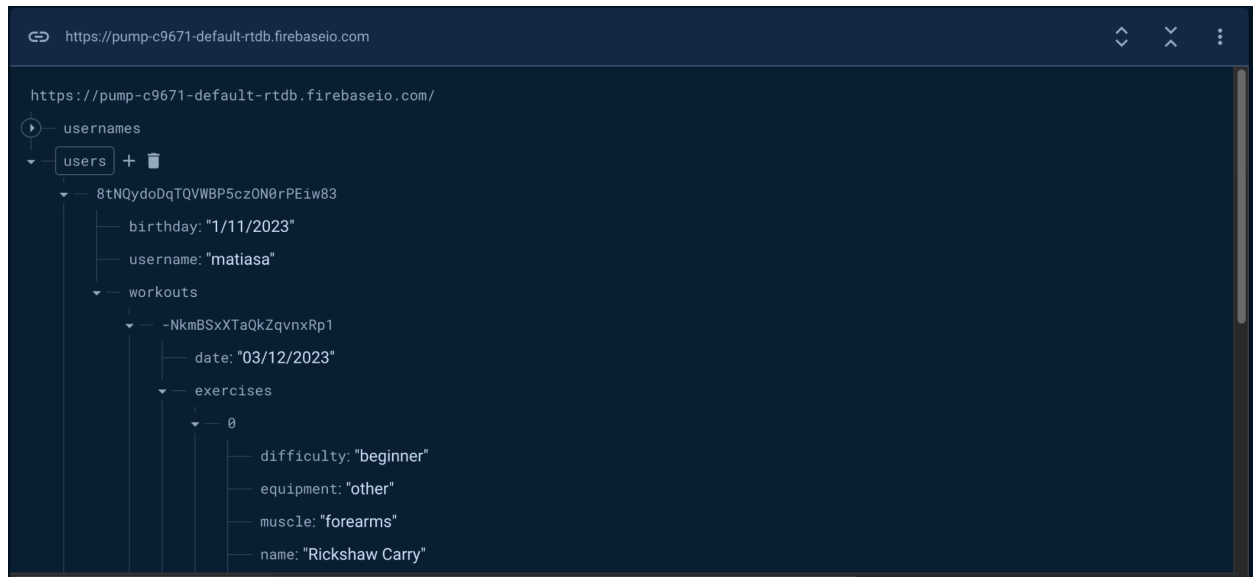 https://pump-c9671-default-rtdb.firebaseio.com
https://pump-c9671-default-rtdb.firebaseio.com/
usernames
users
8tNQydoDqTQVWBP5czON0rPEiw83
birthday: "1/11/2023"
username: "matiasa"
workouts
-NkmBSxXTaQkZqvnxRp1
date: "03/12/2023"
exercises
0
difficulty: "beginner"
equipment: "other"
muscle: "forearms"
name: "Rickshaw Carry"